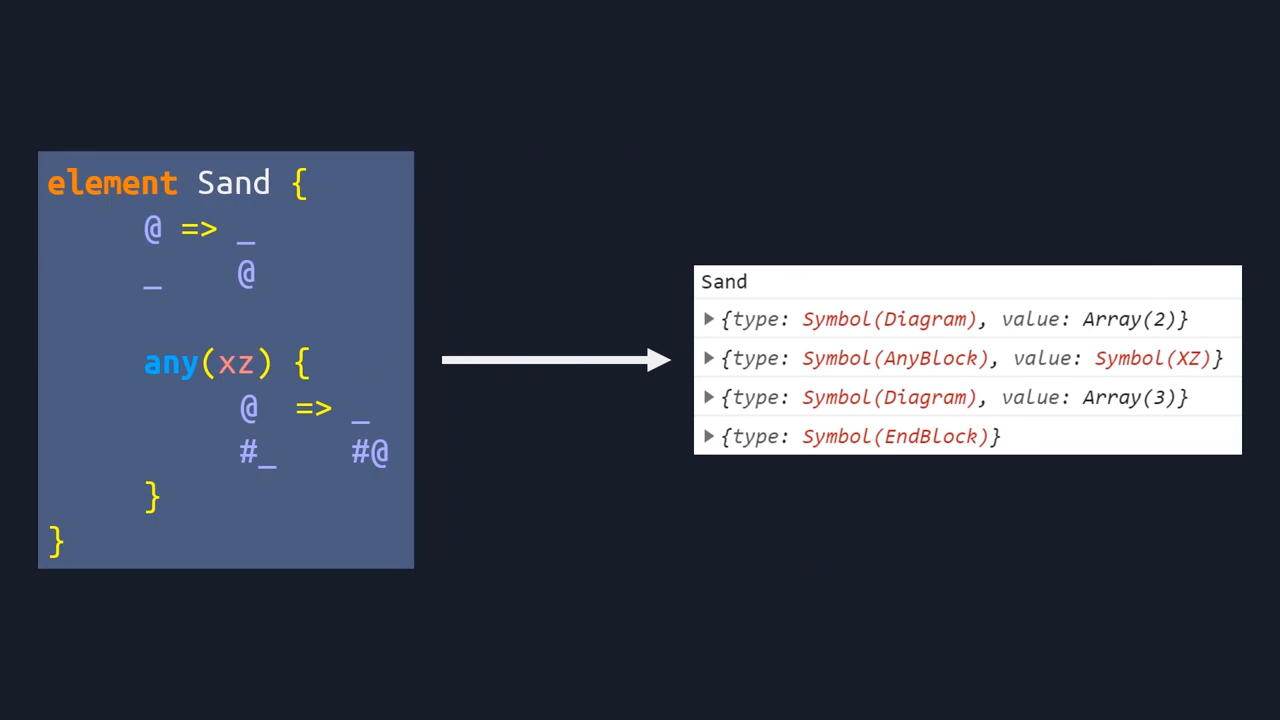 element Sand {
@ => _
_ @
any(xz) {
@ => _
#_ #@
}
}
Sand
▶{type: Symbol(Diagram), value: Array(2)}
▶{type: Symbol(AnyBlock), value: Symbol(XZ)}
▶{type: Symbol(Diagram), value: Array(3)}
▶{type: Symbol(EndBlock)}